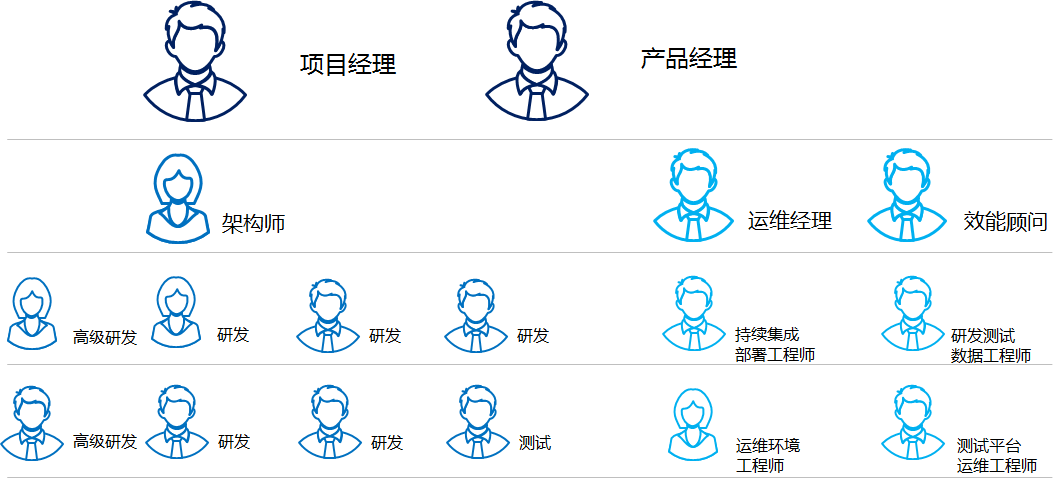 项目经理
产品经理
架构师
运维经理
效能顾问
高级研发
研发
研发
研发
持续集成
部署工程师
研发测试
数据工程师
高级研发
研发
研发
测试
运维环境
工程师
测试平台
运维工程师